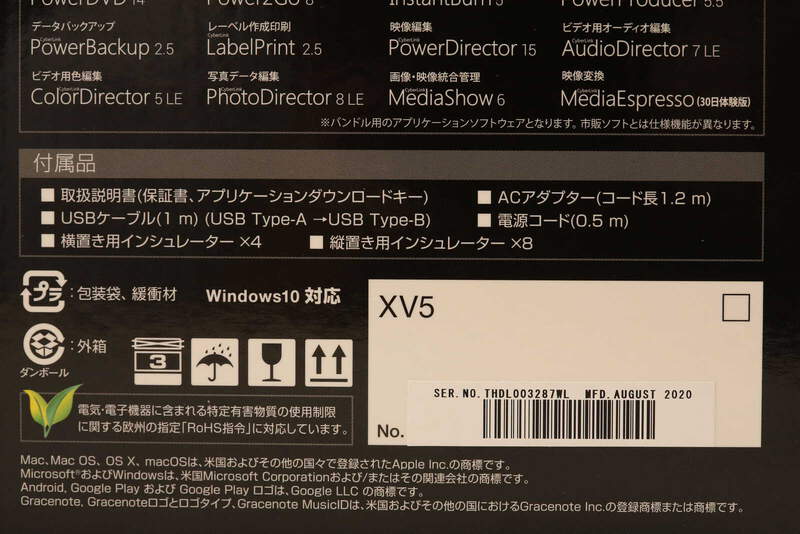 PowerDVD 14 Power2Go 8 InstantBurn 5 PowerProducer 5.5
データバックアップ レーベル作成印刷 映像編集 ビデオ用オーディオ編集
CyberLink PowerBackup 2.5 CyberLink LabelPrint 2.5 CyberLink PowerDirector 15 CyberLink AudioDirector 7 LE
ビデオ用色編集 写真データ編集 画像・映像統合管理 映像変換
CyberLink ColorDirector 5 LE CyberLink PhotoDirector 8 LE CyberLink MediaShow 6 CyberLink MediaEspresso (30日体験版)
※バンドル用のアプリケーションソフトウェアとなります。市販ソフトとは仕様機能が異なります。
付属品
■ 取扱説明書(保証書、アプリケーションダウンロードキー) ■ ACアダプター(コード長1.2 m)
■ USBケーブル(1 m) (USB Type-A →USB Type-B) ■ 電源コード(0.5 m)
■ 横置き用インシュレーター ×4 ■ 縦置き用インシュレーター ×8
プラ :包装袋、緩衝材 Windows10 対応
:外箱
ダンボール
3
XV5
SER.NO.THDL003287WL MFD.AUGUST 2020
No.
電気・電子機器に含まれる特定有害物質の使用制限
に関する欧州の指定「RoHS指令」に対応しています。
Mac、Mac OS、OS X、macOSは、米国およびその他の国々で登録されたApple Inc.の商標です。
Microsoft®およびWindowsは、米国Microsoft Corporationおよび/またはその関連会社の商標です。
Android, Google Play および Google Play ロゴは、Google LLC の商標です。
Gracenote, Gracenoteロゴとロゴタイプ、Gracenote MusicIDは、米国およびその他の国におけるGracenote Inc.の登録商標または商標です。